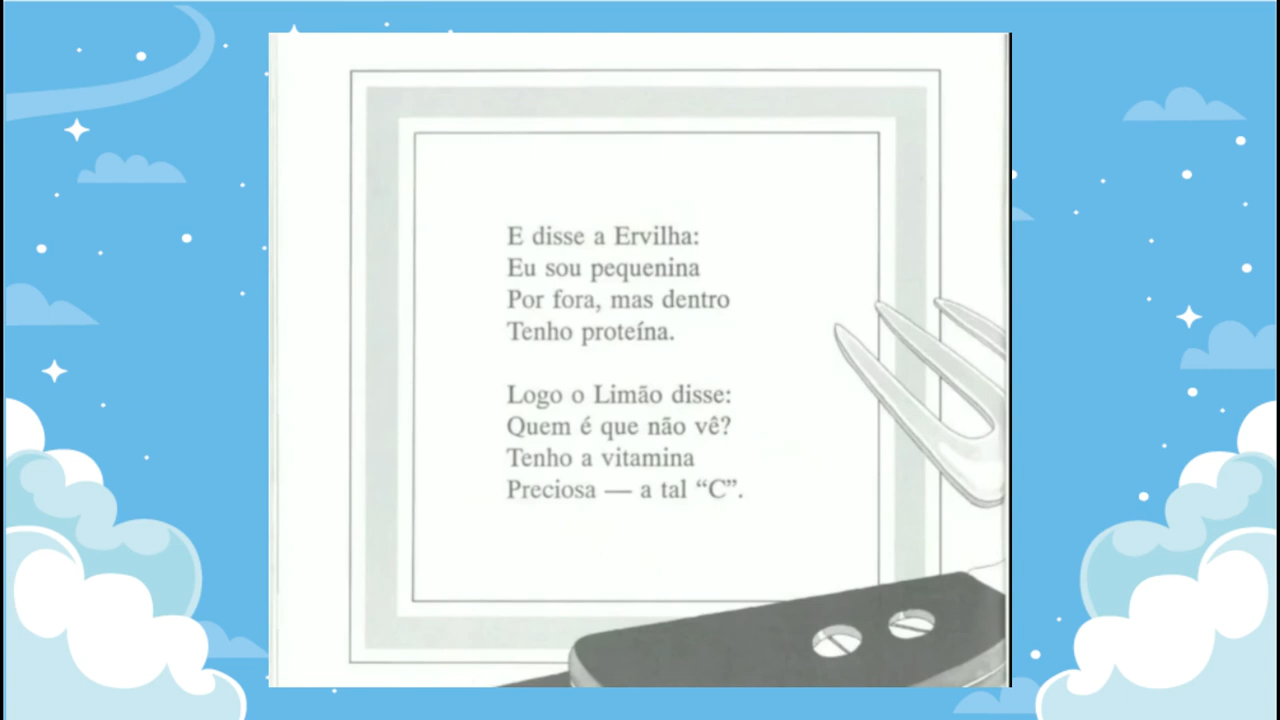 E disse a Ervilha:
Eu sou pequenina
Por fora, mas dentro
Tenho proteína.
Logo o Limão disse:
Quem é que não vê?
Tenho a vitamina
Preciosa — a tal “C”.